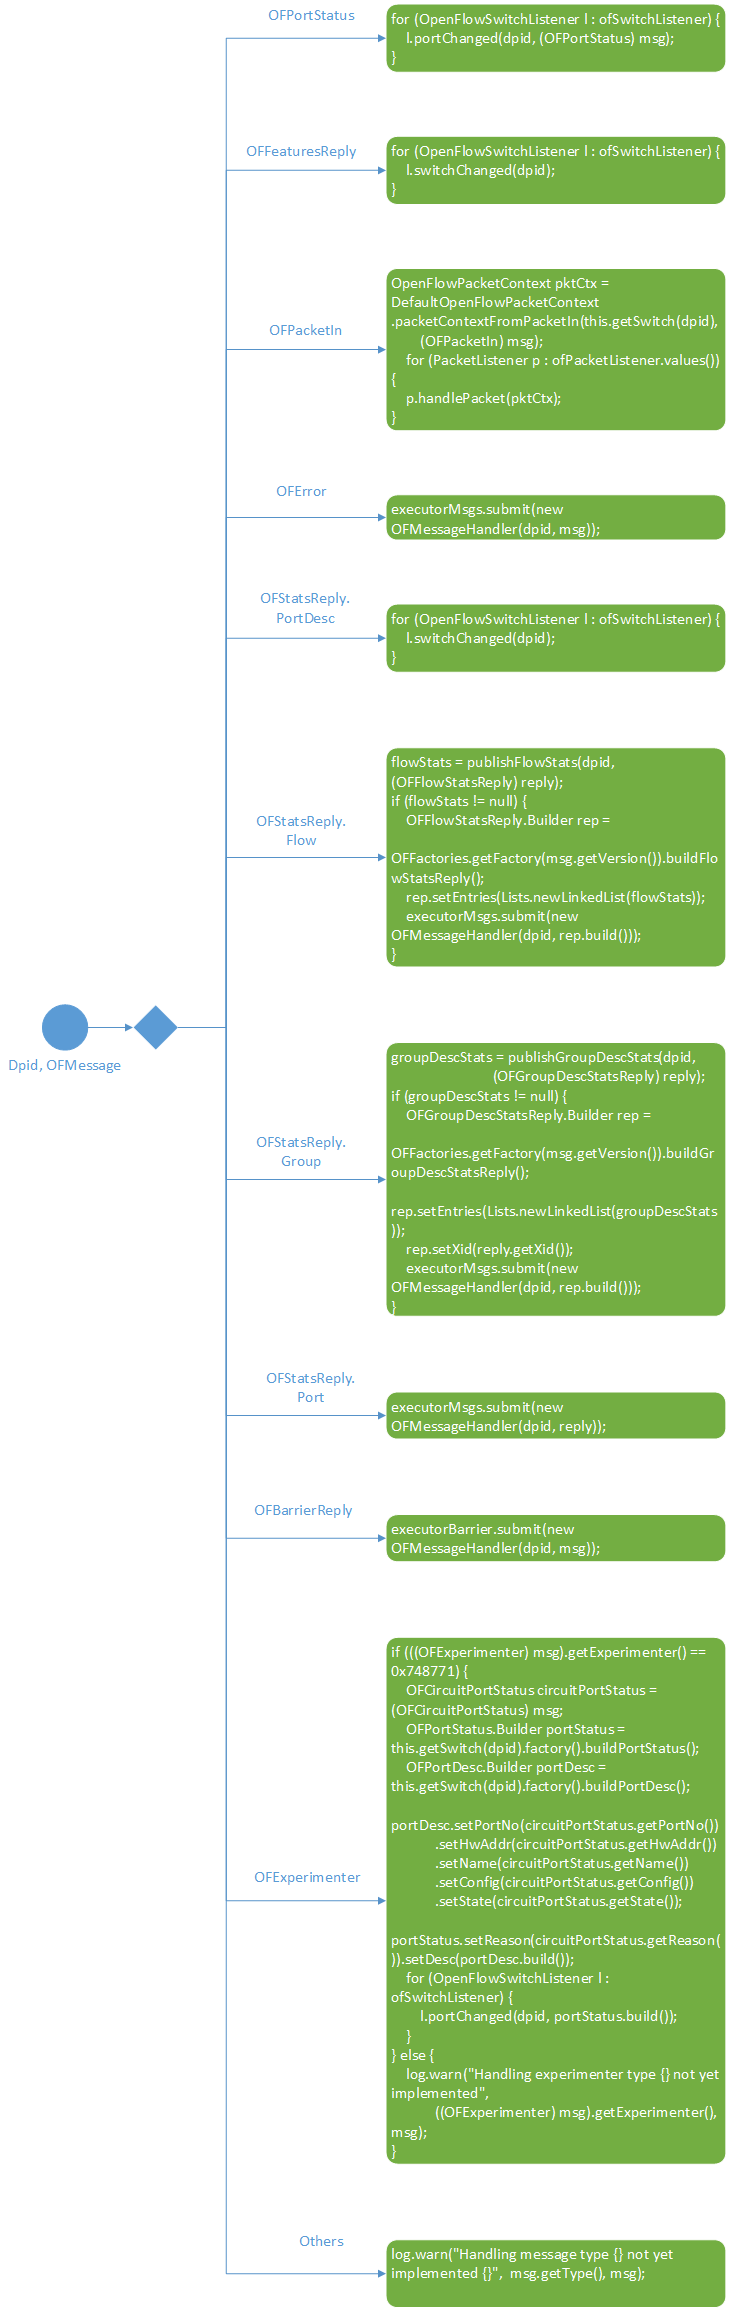 OFPortStatus
for (OpenFlowSwitchListener l : ofSwitchListener) {
l.portChanged(dpid, (OFPortStatus) msg);
}
OFFeaturesReply
for (OpenFlowSwitchListener l : ofSwitchListener) {
l.switchChanged(dpid);
}
OFPacketIn
OpenFlowPacketContext pktCtx =
DefaultOpenFlowPacketContext
.packetContextFromPacketIn(this.getSwitch(dpid),
(OFPacketIn) msg);
for (PacketListener p : ofPacketListener.values())
{
p.handlePacket(pktCtx);
}
OFError
executorMsgs.submit(new
OFMessageHandler(dpid, msg));
OFStatsReply.
PortDesc
for (OpenFlowSwitchListener l : ofSwitchListener) {
l.switchChanged(dpid);
}
OFStatsReply.
Flow
flowStats = publishFlowStats(dpid,
(OFFlowStatsReply) reply);
if (flowStats != null) {
OFFlowStatsReply.Builder rep =
OFFactories.getFactory(msg.getVersion()).buildFlo
wStatsReply();
rep.setEntries(Lists.newLinkedList(flowStats));
executorMsgs.submit(new
OFMessageHandler(dpid, rep.build()));
}
Dpid, OFMessage
OFStatsReply.
Group
groupDescStats = publishGroupDescStats(dpid,
(OFGroupDescStatsReply) reply);
if (groupDescStats != null) {
OFGroupDescStatsReply.Builder rep =
OFFactories.getFactory(msg.getVersion()).buildGr
oupDescStatsReply();
rep.setEntries(Lists.newLinkedList(groupDescStats
));
rep.setXid(reply.getXid());
executorMsgs.submit(new
OFMessageHandler(dpid, rep.build()));
}
OFStatsReply.
Port
executorMsgs.submit(new
OFMessageHandler(dpid, reply));
OFBarrierReply
executorBarrier.submit(new
OFMessageHandler(dpid, msg));
OFExperimenter
if (((OFExperimenter) msg).getExperimenter() ==
0x748771) {
OFCircuitPortStatus circuitPortStatus =
(OFCircuitPortStatus) msg;
OFPortStatus.Builder portStatus =
this.getSwitch(dpid).factory().buildPortStatus();
OFPortDesc.Builder portDesc =
this.getSwitch(dpid).factory().buildPortDesc();
portDesc.setPortNo(circuitPortStatus.getPortNo())
.setHwAddr(circuitPortStatus.getHwAddr())
.setName(circuitPortStatus.getName())
.setConfig(circuitPortStatus.getConfig())
.setState(circuitPortStatus.getState());
portStatus.setReason(circuitPortStatus.getReason(
)).setDesc(portDesc.build());
for (OpenFlowSwitchListener l :
ofSwitchListener) {
l.portChanged(dpid, portStatus.build());
}
} else {
log.warn("Handling experimenter type {} not yet
implemented",
((OFExperimenter) msg).getExperimenter(),
msg);
}
Others
log.warn("Handling message type {} not yet
implemented {}", msg.getType(), msg);